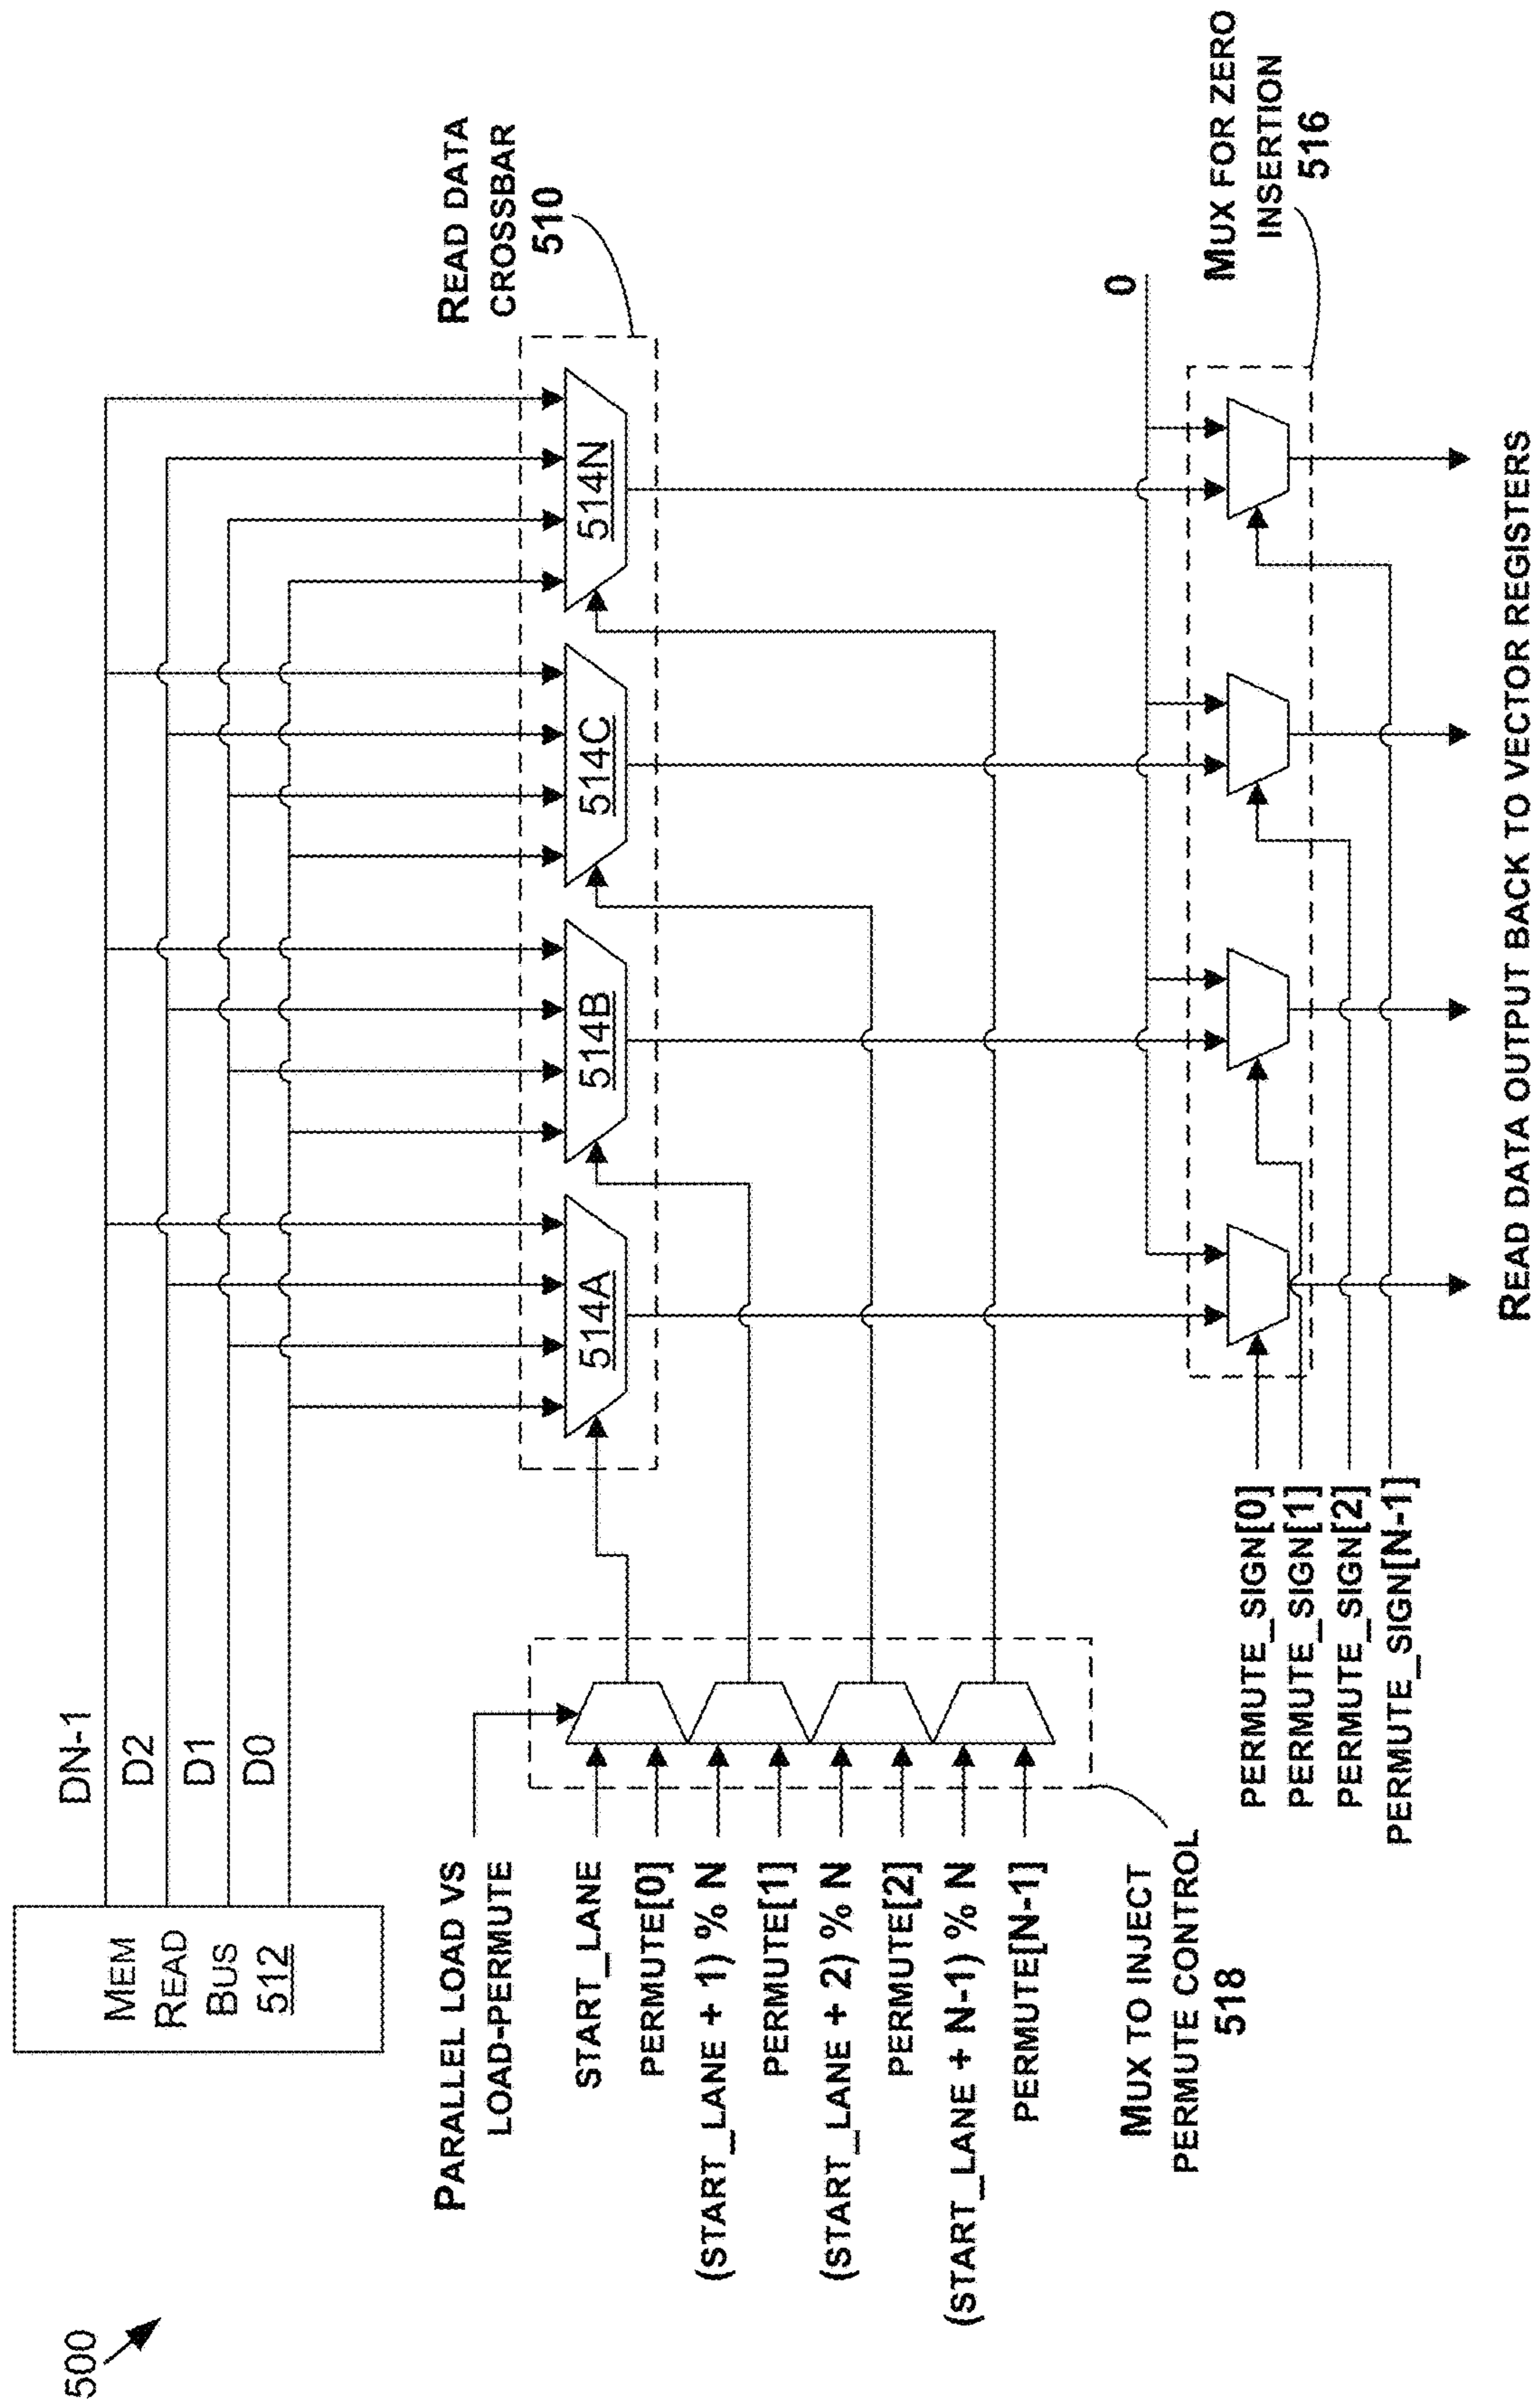 500
MEM
READ
BUS
512
DN-1
D2
D1
D0
READ DATA
CROSSBAR
510
514A
514B
514C
514N
PARALLEL LOAD VS
LOAD-PERMUTE
START_LANE
PERMUTE[0]
(START_LANE + 1) % N
PERMUTE[1]
(START_LANE + 2) % N
PERMUTE[2]
(START_LANE + N-1) % N
PERMUTE[N-1]
MUX TO INJECT
PERMUTE CONTROL
518
0
MUX FOR ZERO
INSERTION
516
PERMUTE_SIGN[0]
PERMUTE_SIGN[1]
PERMUTE_SIGN[2]
PERMUTE_SIGN[N-1]
READ DATA OUTPUT BACK TO VECTOR REGISTERS